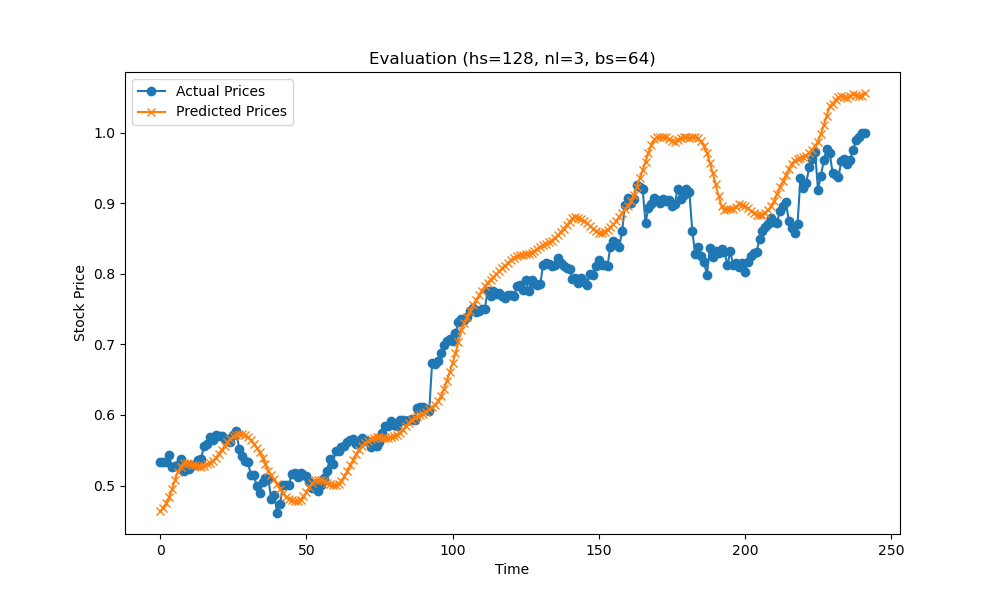 Evaluation (hs=128, nl=3, bs=64)
Actual Prices
Predicted Prices
Stock Price
1.0
0.9
0.8
0.7
0.6
0.5
0
50
100
150
200
250
Time